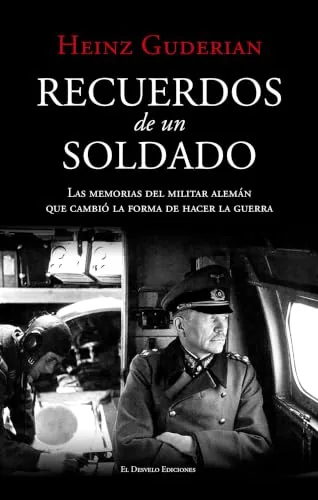 Heinz Guderian
RECUERDOS
de un
SOLDADO
Las memorias del militar alemán
que cambió la forma de hacer la guerra
El Desvelo Ediciones